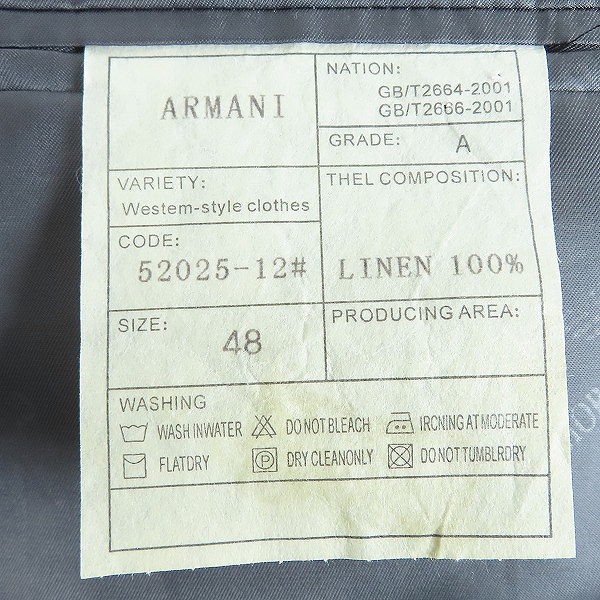 ARMANI
NATION:
GB/T2664-2001
GB/T2666-2001
GRADE: A
VARIETY:
Westem-style clothes
THEL COMPOSITION:
LINEN 100%
CODE:
52025-12#
SIZE:
48
PRODUCING AREA:
WASHING
WASH INWATER DO NOT BLEACH IRCNING AT MODERATE
FLATDRY DRY CLEANONLY DO NOT TUMBLRDRY